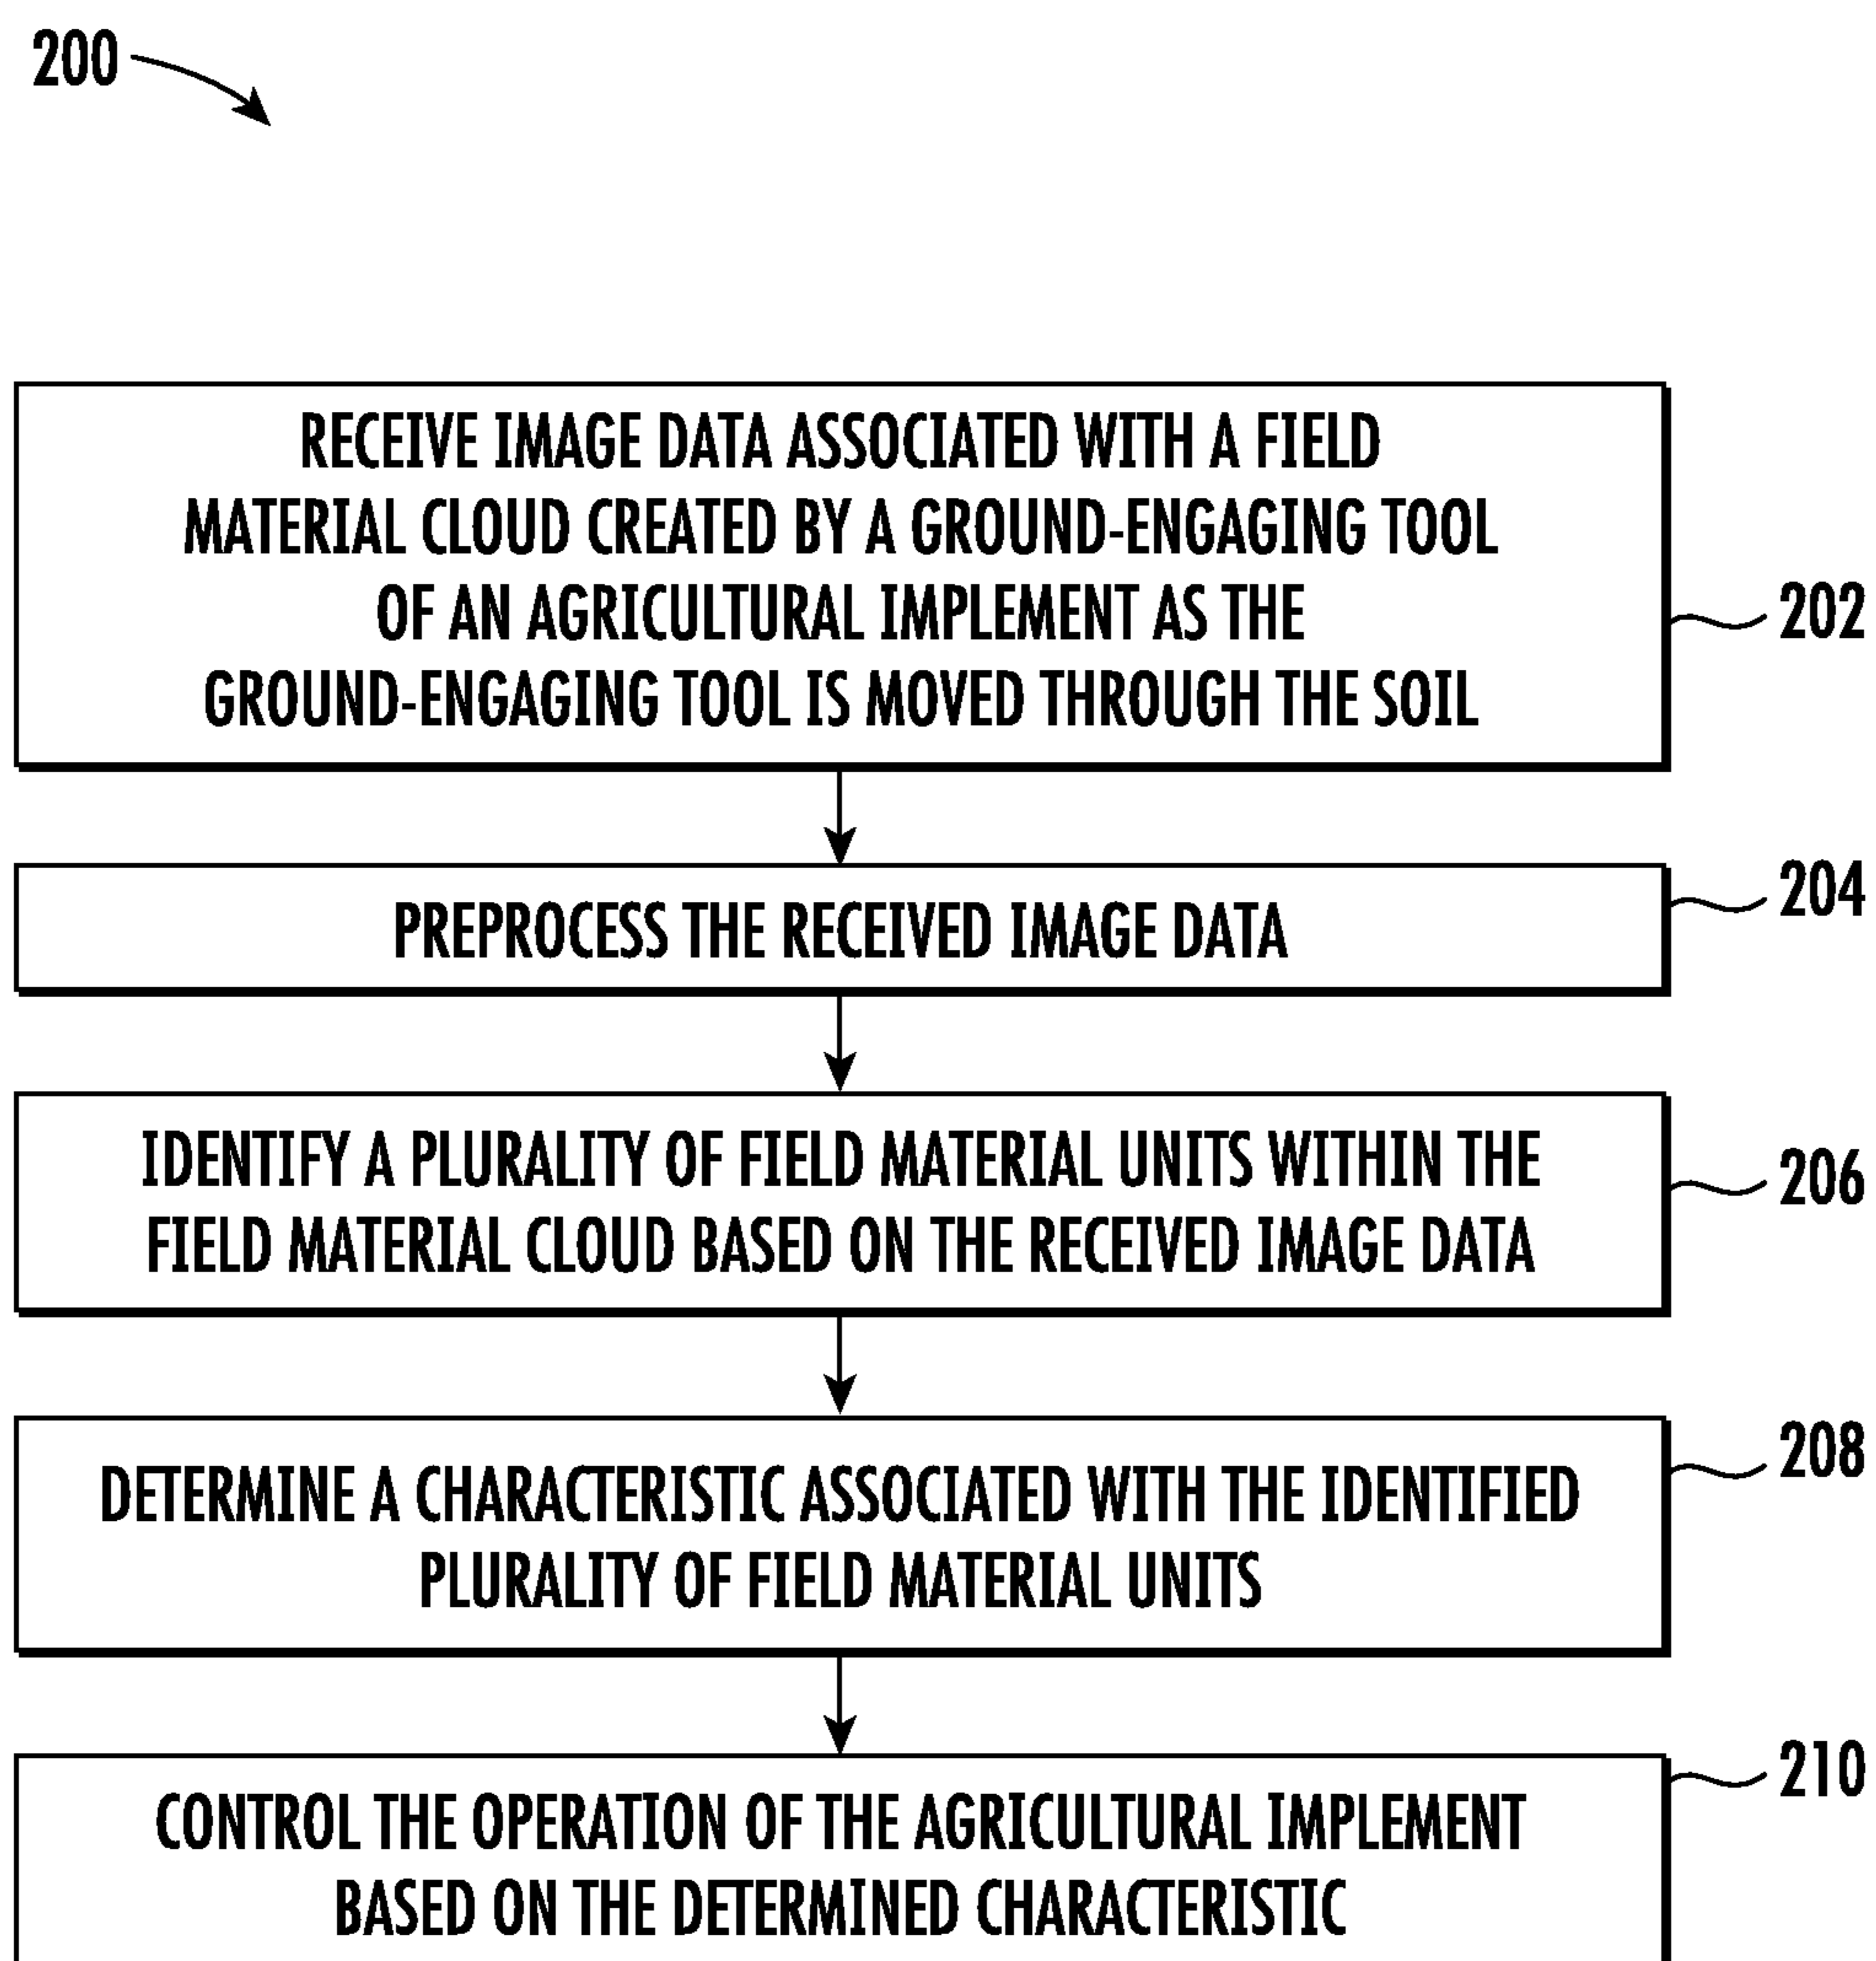 200
RECEIVE IMAGE DATA ASSOCIATED WITH A FIELD
MATERIAL CLOUD CREATED BY A GROUND-ENGAGING TOOL
OF AN AGRICULTURAL IMPLEMENT AS THE
GROUND-ENGAGING TOOL IS MOVED THROUGH THE SOIL
202
PREPROCESS THE RECEIVED IMAGE DATA
204
IDENTIFY A PLURALITY OF FIELD MATERIAL UNITS WITHIN THE
FIELD MATERIAL CLOUD BASED ON THE RECEIVED IMAGE DATA
206
DETERMINE A CHARACTERISTIC ASSOCIATED WITH THE IDENTIFIED
PLURALITY OF FIELD MATERIAL UNITS
208
CONTROL THE OPERATION OF THE AGRICULTURAL IMPLEMENT
BASED ON THE DETERMINED CHARACTERISTIC
210